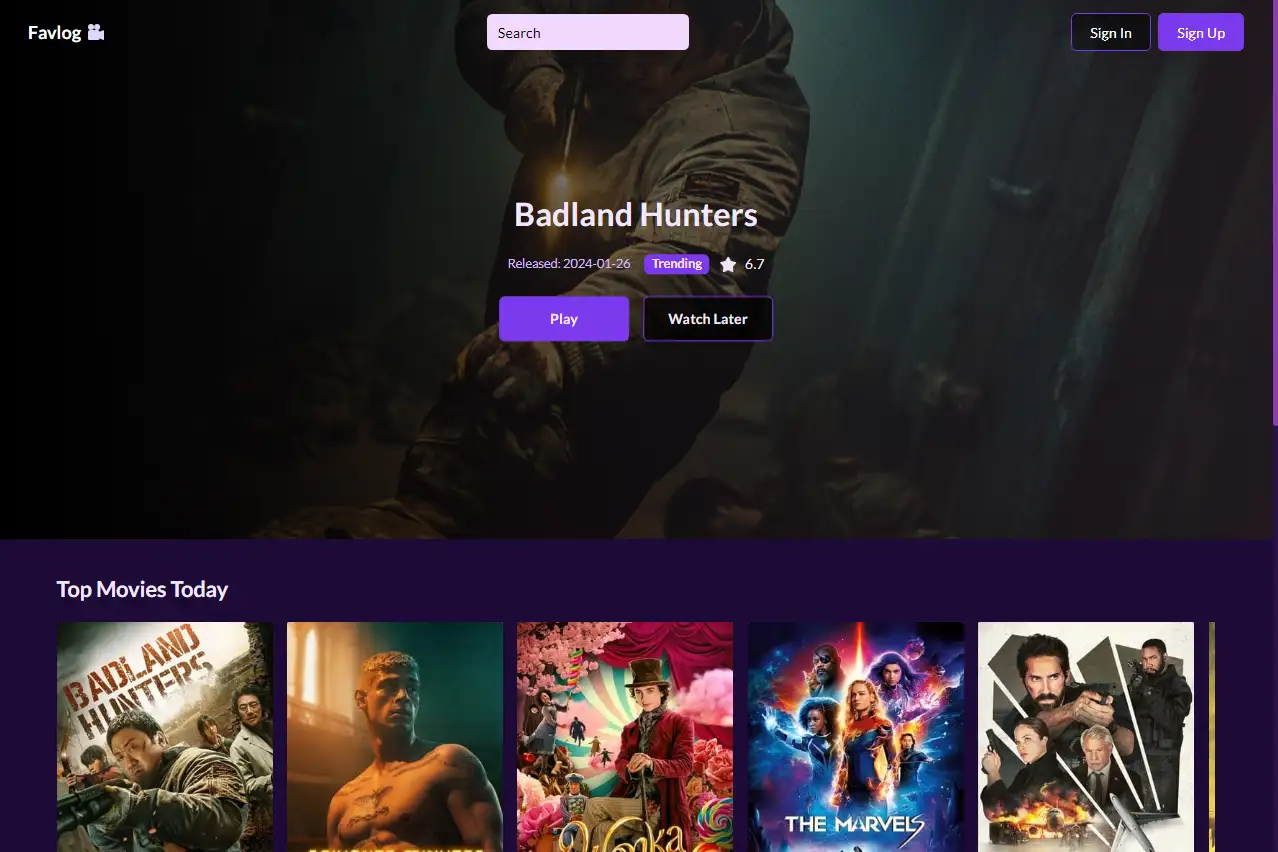 Favlog
Search
Sign In
Sign Up
Badland Hunters
Released: 2024-01-26
Trending
6.7
Play
Watch Later
Top Movies Today
BADLAND
HUNTERS
Wonka
THE MARVELS